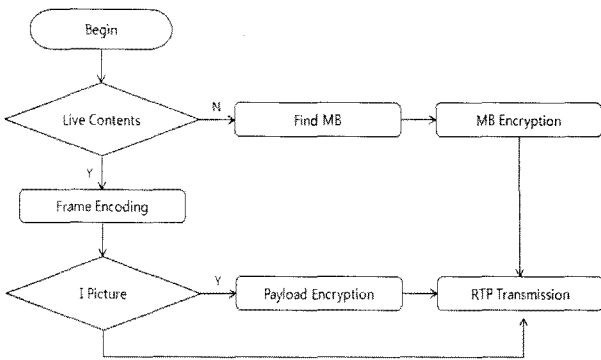 Begin
Live Contents
N
Find MB
MB Encryption
Y
Frame Encoding
I Picture
Y
Payload Encryption
RTP Transmission